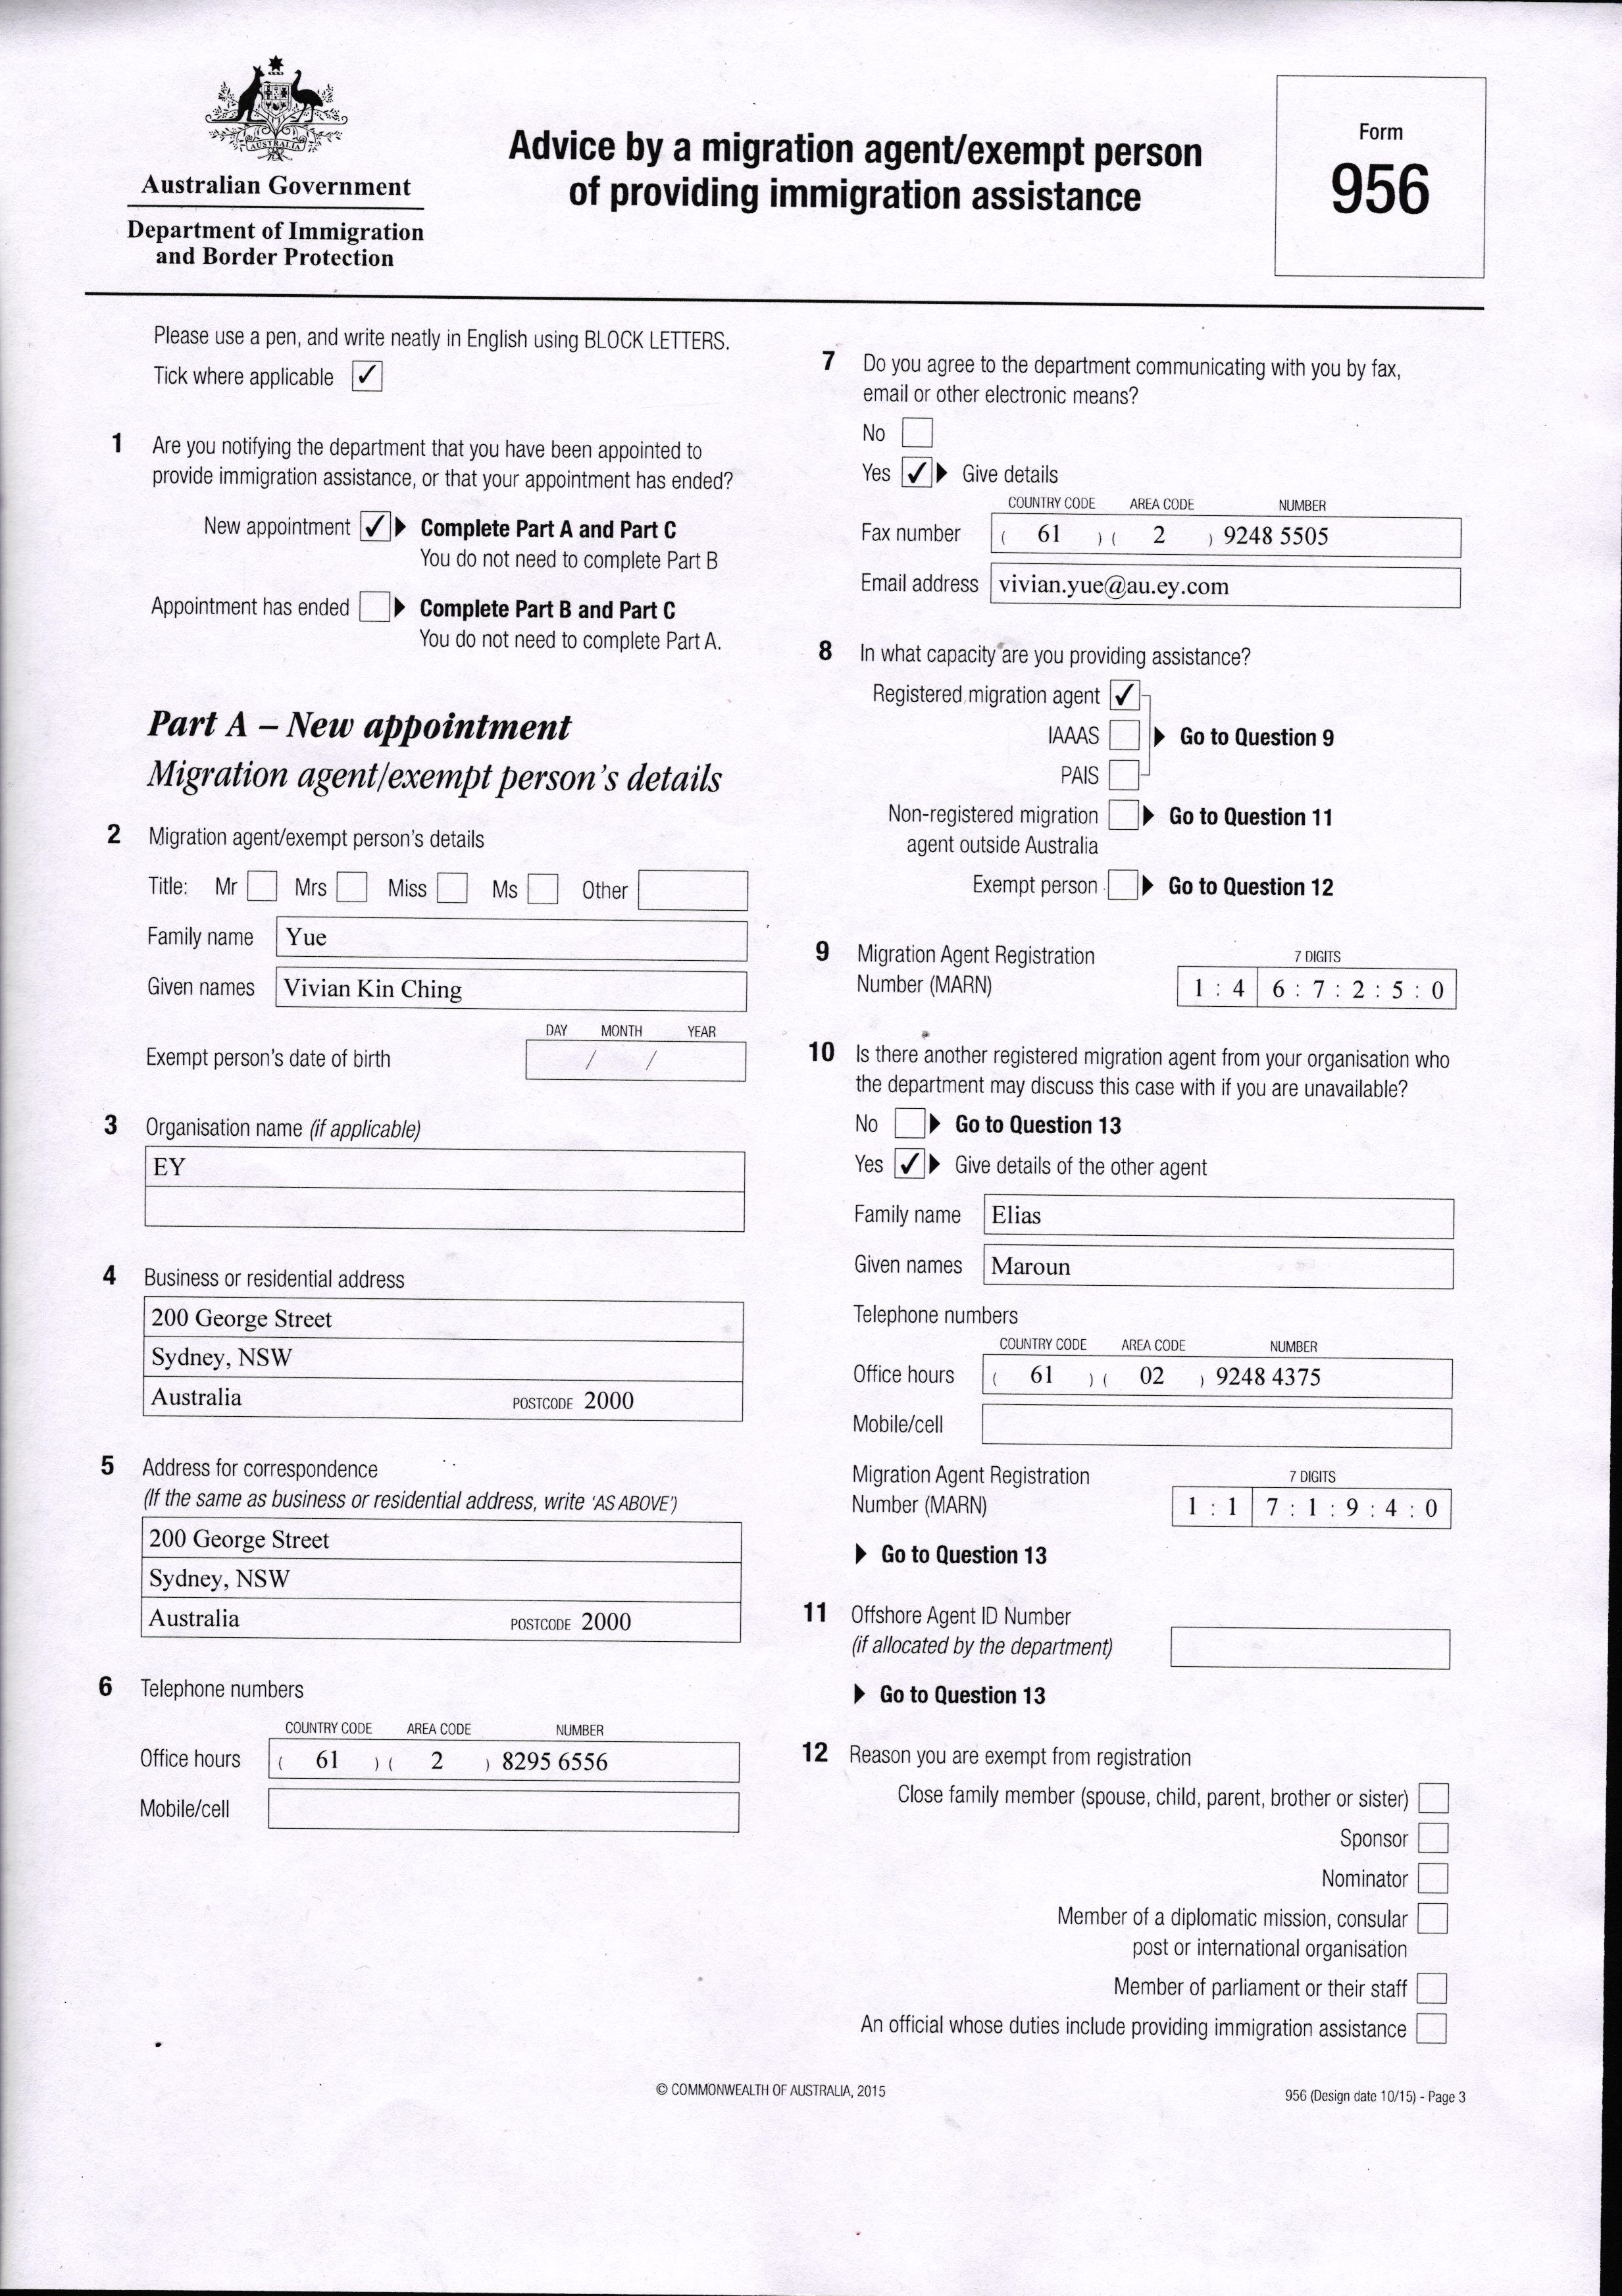 AUSTRALIA
Australian Government
Department of Immigration
and Border Protection
Advice by a migration agent/exempt person
of providing immigration assistance
Form
956
Please use a pen, and write neatly in English using BLOCK LETTERS.
Tick where applicable ✓
1 Are you notifying the department that you have been appointed to
provide immigration assistance, or that your appointment has ended?
New appointment ✓ Complete Part A and Part C
You do not need to complete Part B
Appointment has ended Complete Part B and Part C
You do not need to complete Part A.
Part A – New appointment
Migration agent/exempt person's details
2 Migration agent/exempt person's details
Title: Mr Mrs Miss Ms Other
Family name Yue
Given names Vivian Kin Ching
DAY MONTH YEAR
Exempt person's date of birth / /
3 Organisation name (if applicable)
EY
4 Business or residential address
200 George Street
Sydney, NSW
Australia POSTCODE 2000
5 Address for correspondence
(If the same as business or residential address, write 'AS ABOVE')
200 George Street
Sydney, NSW
Australia POSTCODE 2000
6 Telephone numbers
COUNTRY CODE AREA CODE NUMBER
Office hours ( 61 ) ( 2 ) 8295 6556
Mobile/cell
7 Do you agree to the department communicating with you by fax,
email or other electronic means?
No
Yes ✓ Give details
COUNTRY CODE AREA CODE NUMBER
Fax number ( 61 ) ( 2 ) 9248 5505
Email address vivian.yue@au.ey.com
8 In what capacity are you providing assistance?
Registered migration agent ✓
IAAAS Go to Question 9
PAIS
Non-registered migration Go to Question 11
agent outside Australia
Exempt person Go to Question 12
9 Migration Agent Registration 7 DIGITS
Number (MARN) 1 : 4 6 : 7 : 2 : 5 : 0
10 Is there another registered migration agent from your organisation who
the department may discuss this case with if you are unavailable?
No Go to Question 13
Yes ✓ Give details of the other agent
Family name Elias
Given names Maroun
Telephone numbers
COUNTRY CODE AREA CODE NUMBER
Office hours ( 61 ) ( 02 ) 9248 4375
Mobile/cell
Migration Agent Registration 7 DIGITS
Number (MARN) 1 : 1 7 : 1 : 9 : 4 : 0
Go to Question 13
11 Offshore Agent ID Number
(if allocated by the department)
Go to Question 13
12 Reason you are exempt from registration
Close family member (spouse, child, parent, brother or sister)
Sponsor
Nominator
Member of a diplomatic mission, consular
post or international organisation
Member of parliament or their staff
An official whose duties include providing immigration assistance
© COMMONWEALTH OF AUSTRALIA, 2015
956 (Design date 10/15) - Page 3